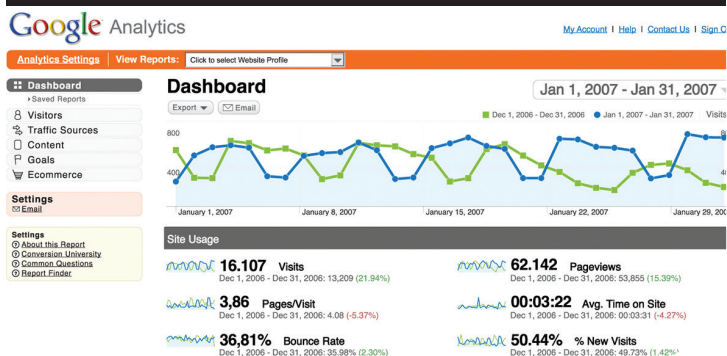 Google Analytics
My Account | Help | Contact Us | Sign O
Analytics Settings | View Reports: Click to select Website Profile
Dashboard
Saved Reports
Visitors
Traffic Sources
Content
Goals
Ecommerce
Settings
Email
Settings
About this Report
Conversion University
Common Questions
Report Finder
Dashboard
Jan 1, 2007 - Jan 31, 2007
Export Email
Dec 1, 2006 - Dec 31, 2006 Jan 1, 2007 - Jan 31, 2007 Visits
800
400
January 1, 2007 January 8, 2007 January 15, 2007 January 22, 2007 January 29, 200
Site Usage
16.107 Visits
Dec 1, 2006 - Dec 31, 2006: 13,209 (21.94%)
62.142 Pageviews
Dec 1, 2006 - Dec 31, 2006: 53,855 (15.39%)
3,86 Pages/Visit
Dec 1, 2006 - Dec 31, 2006: 4.08 (-5.37%)
00:03:22 Avg. Time on Site
Dec 1, 2006 - Dec 31, 2006: 00:03:31 (-4.27%)
36,81% Bounce Rate
Dec 1, 2006 - Dec 31, 2006: 35.98% (2.30%)
50.44% % New Visits
Dec 1, 2006 - Dec 31, 2006: 49.73% (1.42%)